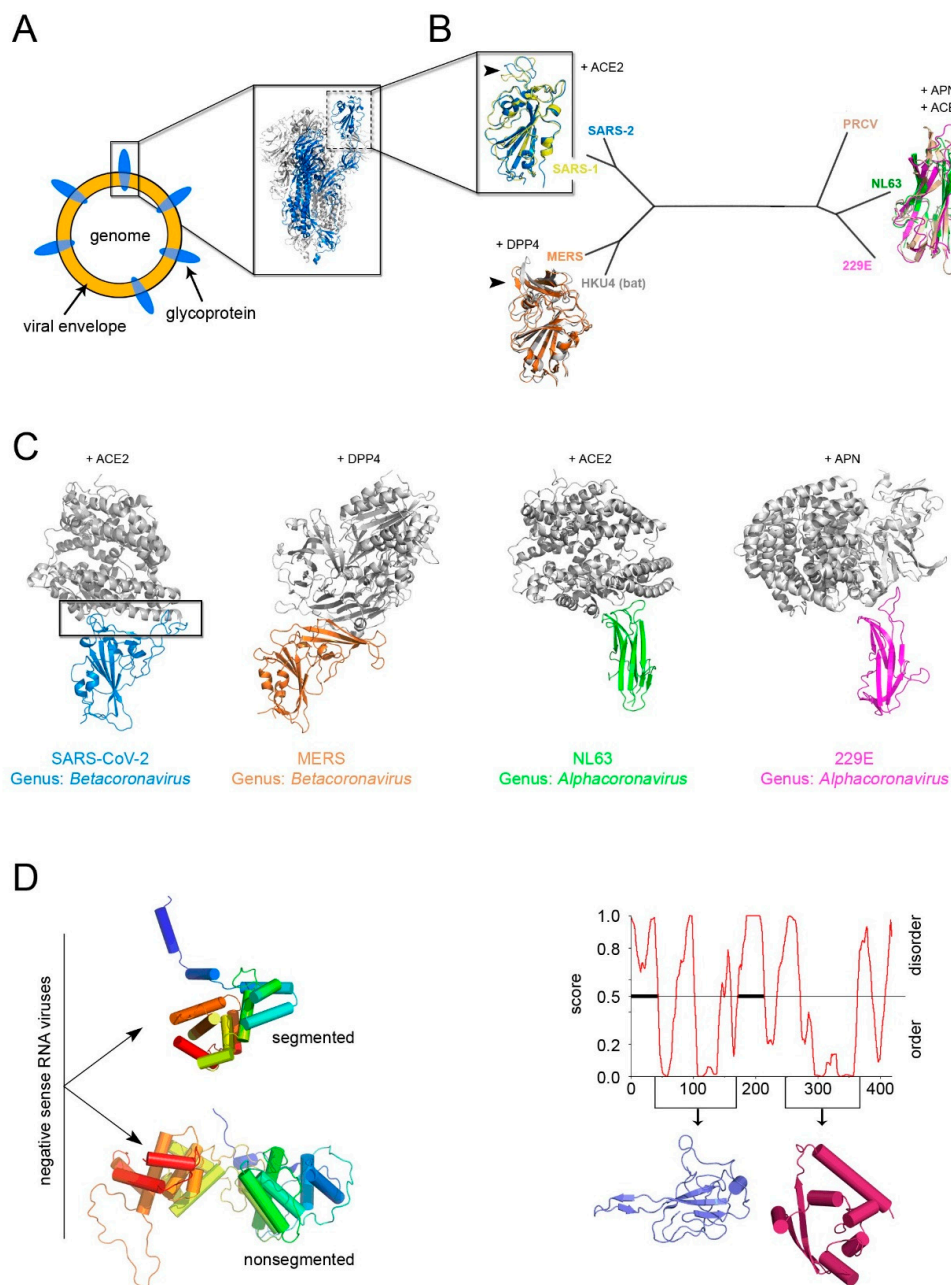 A
genome
viral envelope
glycoprotein
B
+ ACE2
SARS-2
SARS-1
+ DPP4
MERS
HKU4 (bat)
PRCV
NL63
229E
+ APN
+ ACE
C
+ ACE2
+ DPP4
+ ACE2
+ APN
SARS-CoV-2
Genus: Betacoronavirus
MERS
Genus: Betacoronavirus
NL63
Genus: Alphacoronavirus
229E
Genus: Alphacoronavirus
D
negative sense RNA viruses
segmented
nonsegmented
score
1.0
0.8
0.5
0.2
0.0
0 100 200 300 400
disorder
order